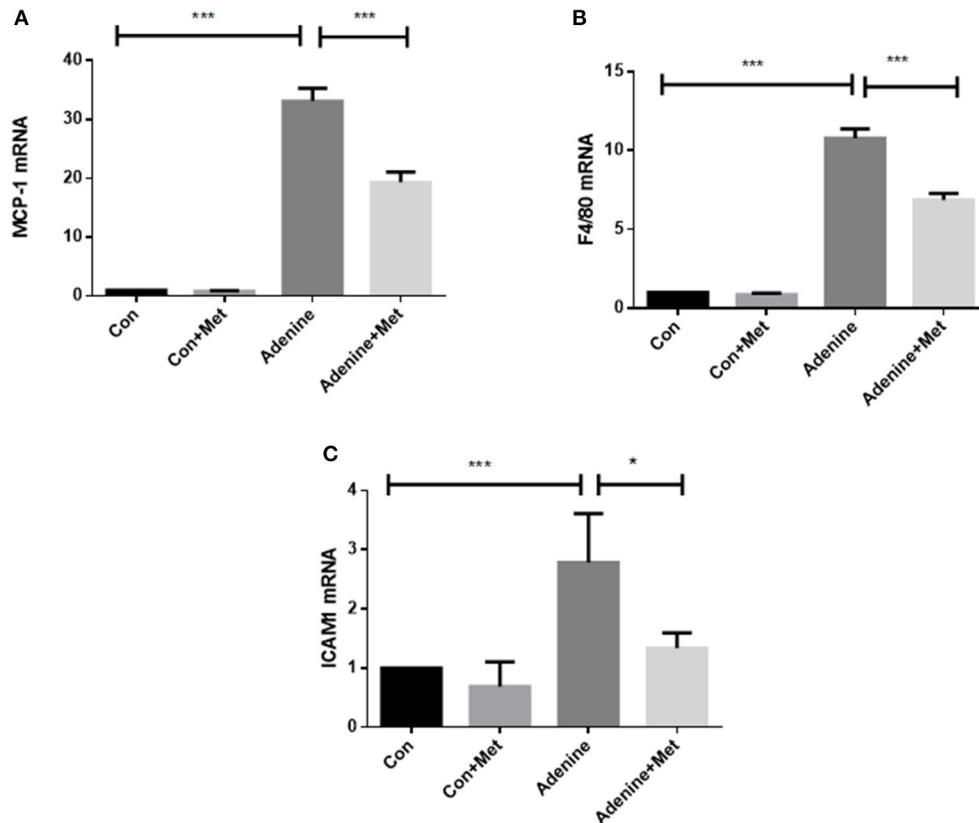 A
*** ***
MCP-1 mRNA
40
30
20
10
0
Con
Con+Met
Adenine
Adenine+Met
B
*** ***
F4/80 mRNA
15
10
5
0
Con
Con+Met
Adenine
Adenine+Met
C
*** *
ICAM1 mRNA
4
3
2
1
0
Con
Con+Met
Adenine
Adenine+Met